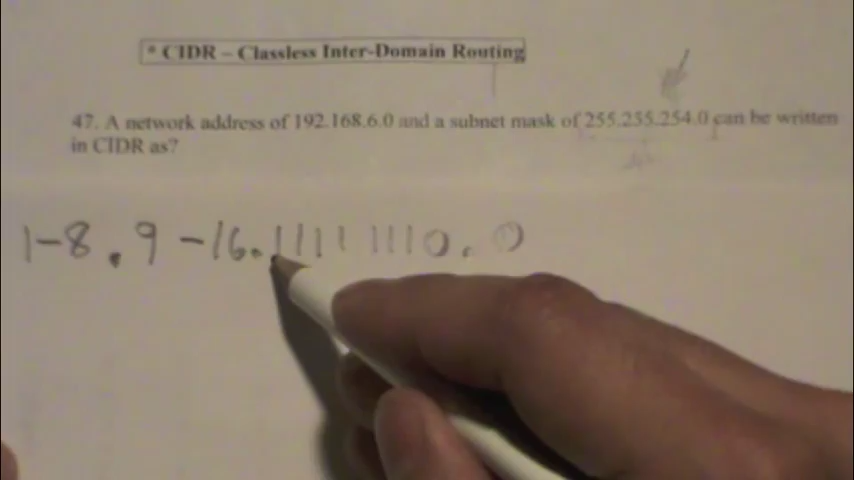 * CIDR – Classless Inter-Domain Routing
47. A network address of 192.168.6.0 and a subnet mask of 255.255.254.0 can be written
in CIDR as?
1-8 . 9-16. 1111 1110 . 0